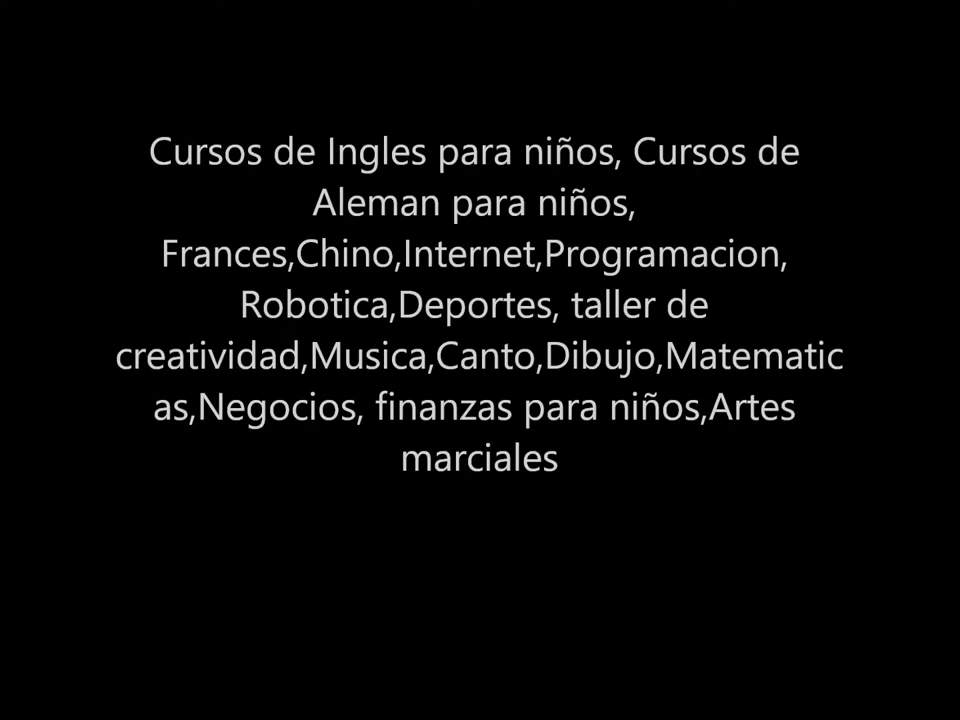 Cursos de Ingles para niños, Cursos de
Aleman para niños,
Frances,Chino,Internet,Programacion,
Robotica,Deportes, taller de
creatividad,Musica,Canto,Dibujo,Matematic
as,Negocios, finanzas para niños,Artes
marciales